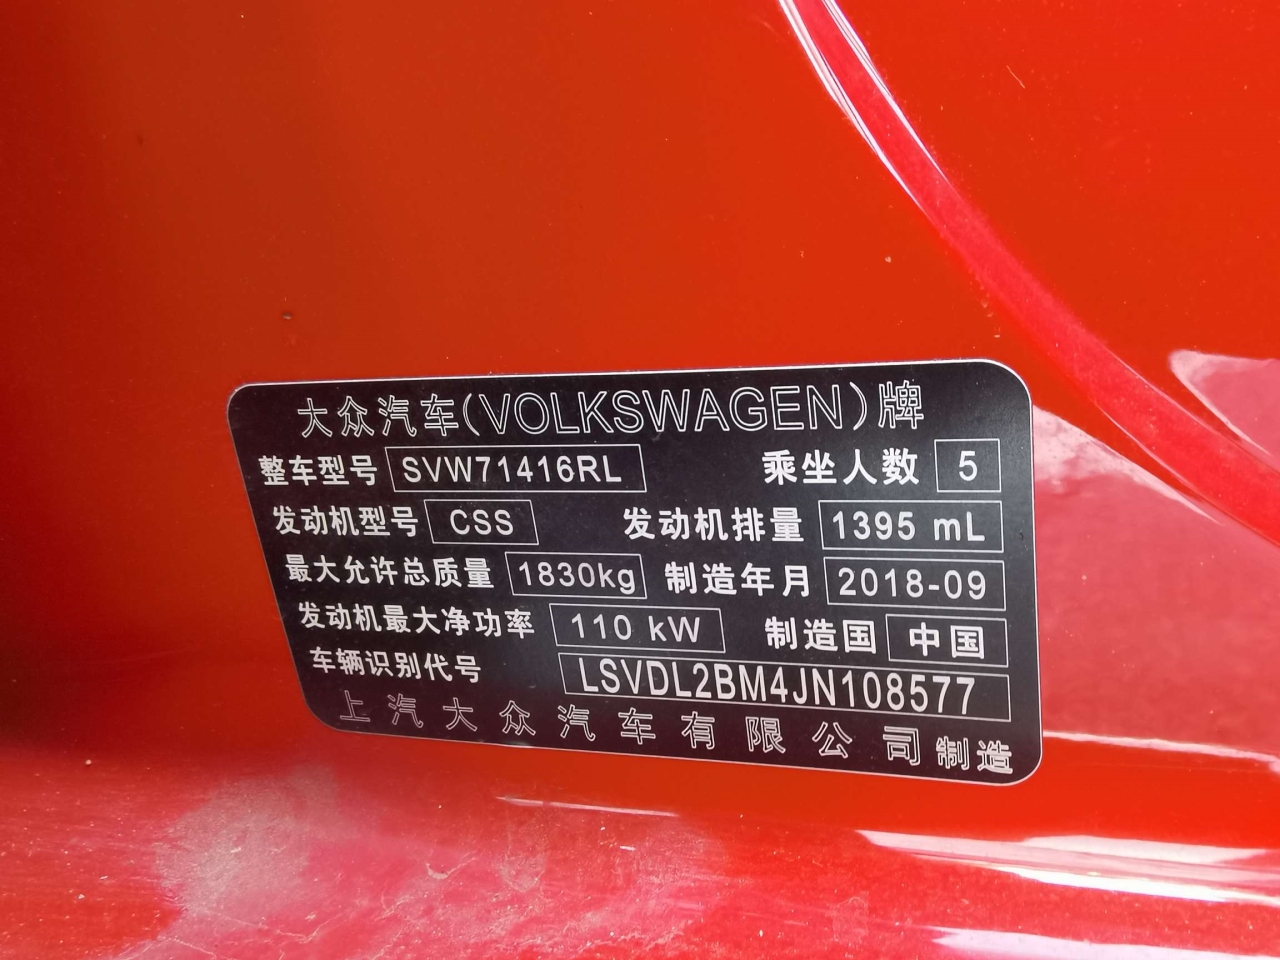 大众汽车(VOLKSWAGEN)牌
整车型号 SVW71416RL 乘坐人数 5
发动机型号 CSS 发动机排量 1395 mL
最大允许总质量 1830kg 制造年月 2018-09
发动机最大净功率 110 kW 制造国 中国
车辆识别代号 LSVDL2BM4JN108577
上汽大众汽车有限公司制造